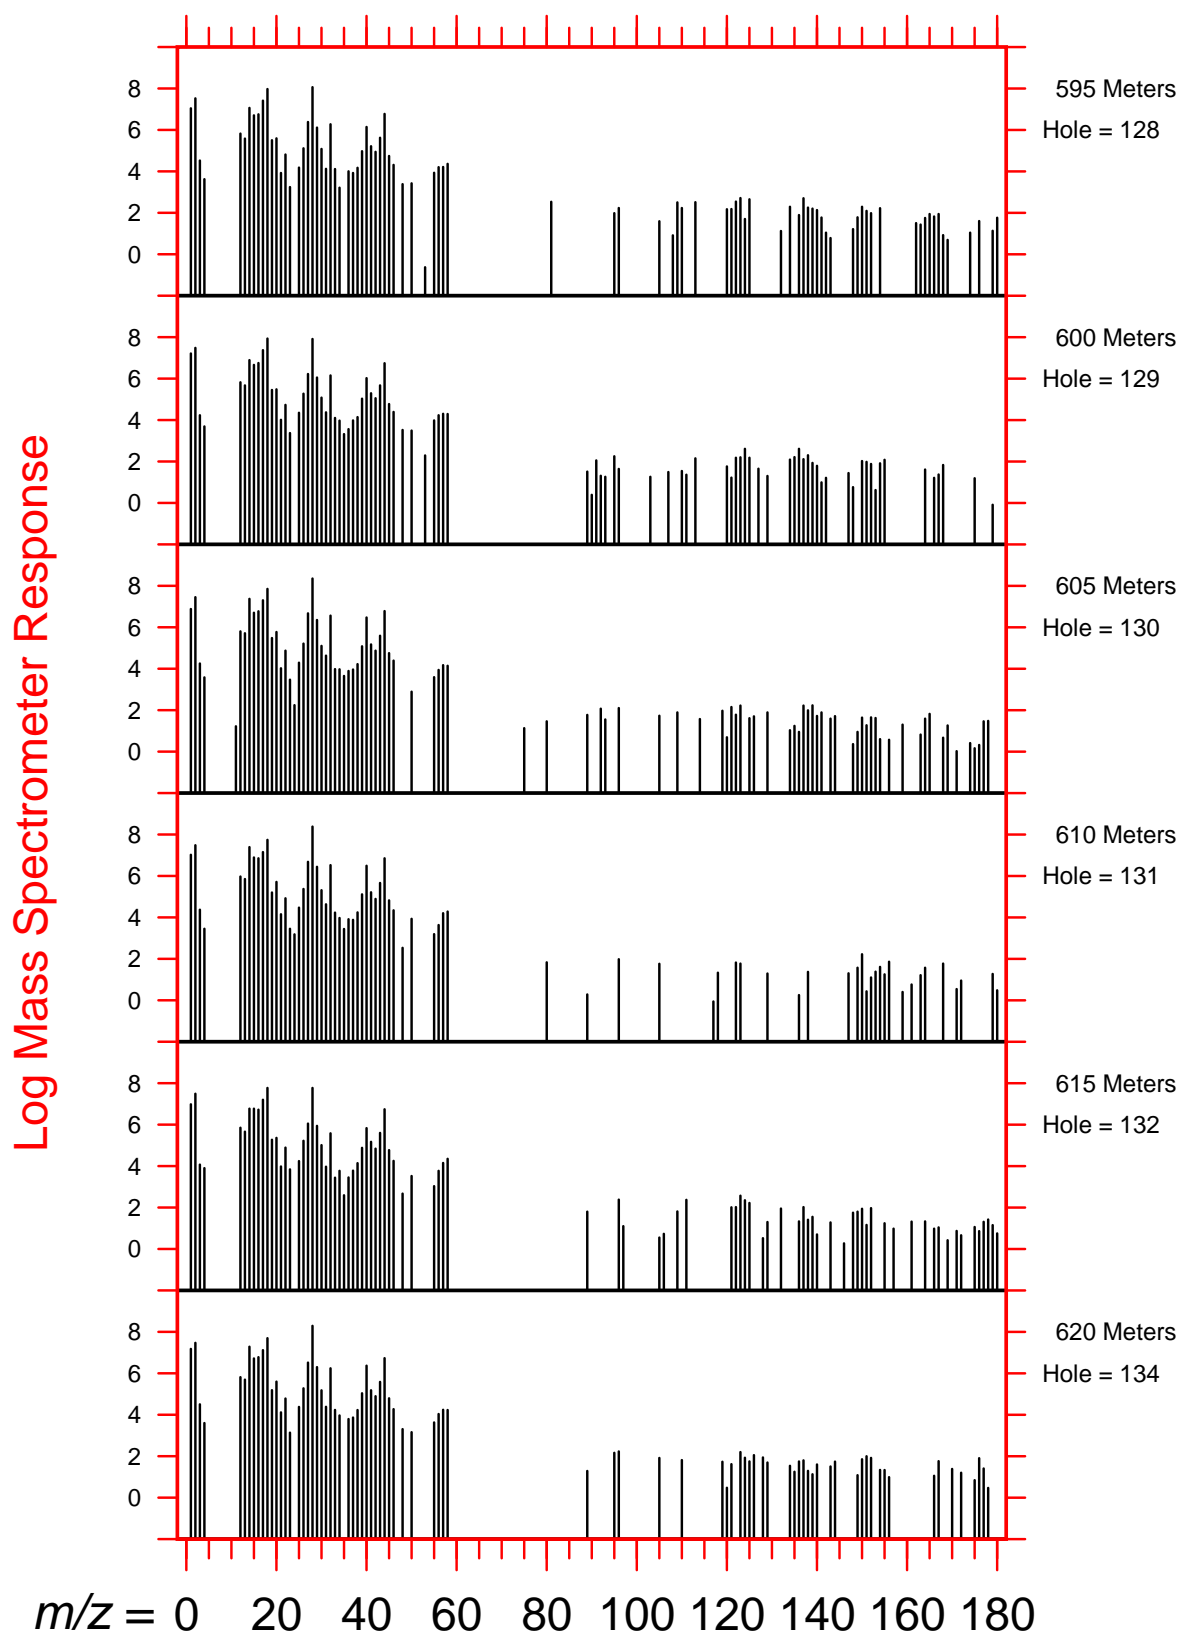 8
6
4
2
0
595 Meters
Hole = 128
8
6
4
2
0
600 Meters
Hole = 129
8
6
4
2
0
605 Meters
Hole = 130
8
6
4
2
0
610 Meters
Hole = 131
8
6
4
2
0
615 Meters
Hole = 132
8
6
4
2
0
620 Meters
Hole = 134
Log Mass Spectrometer Response
m/z = 0 20 40 60 80 100 120 140 160 180